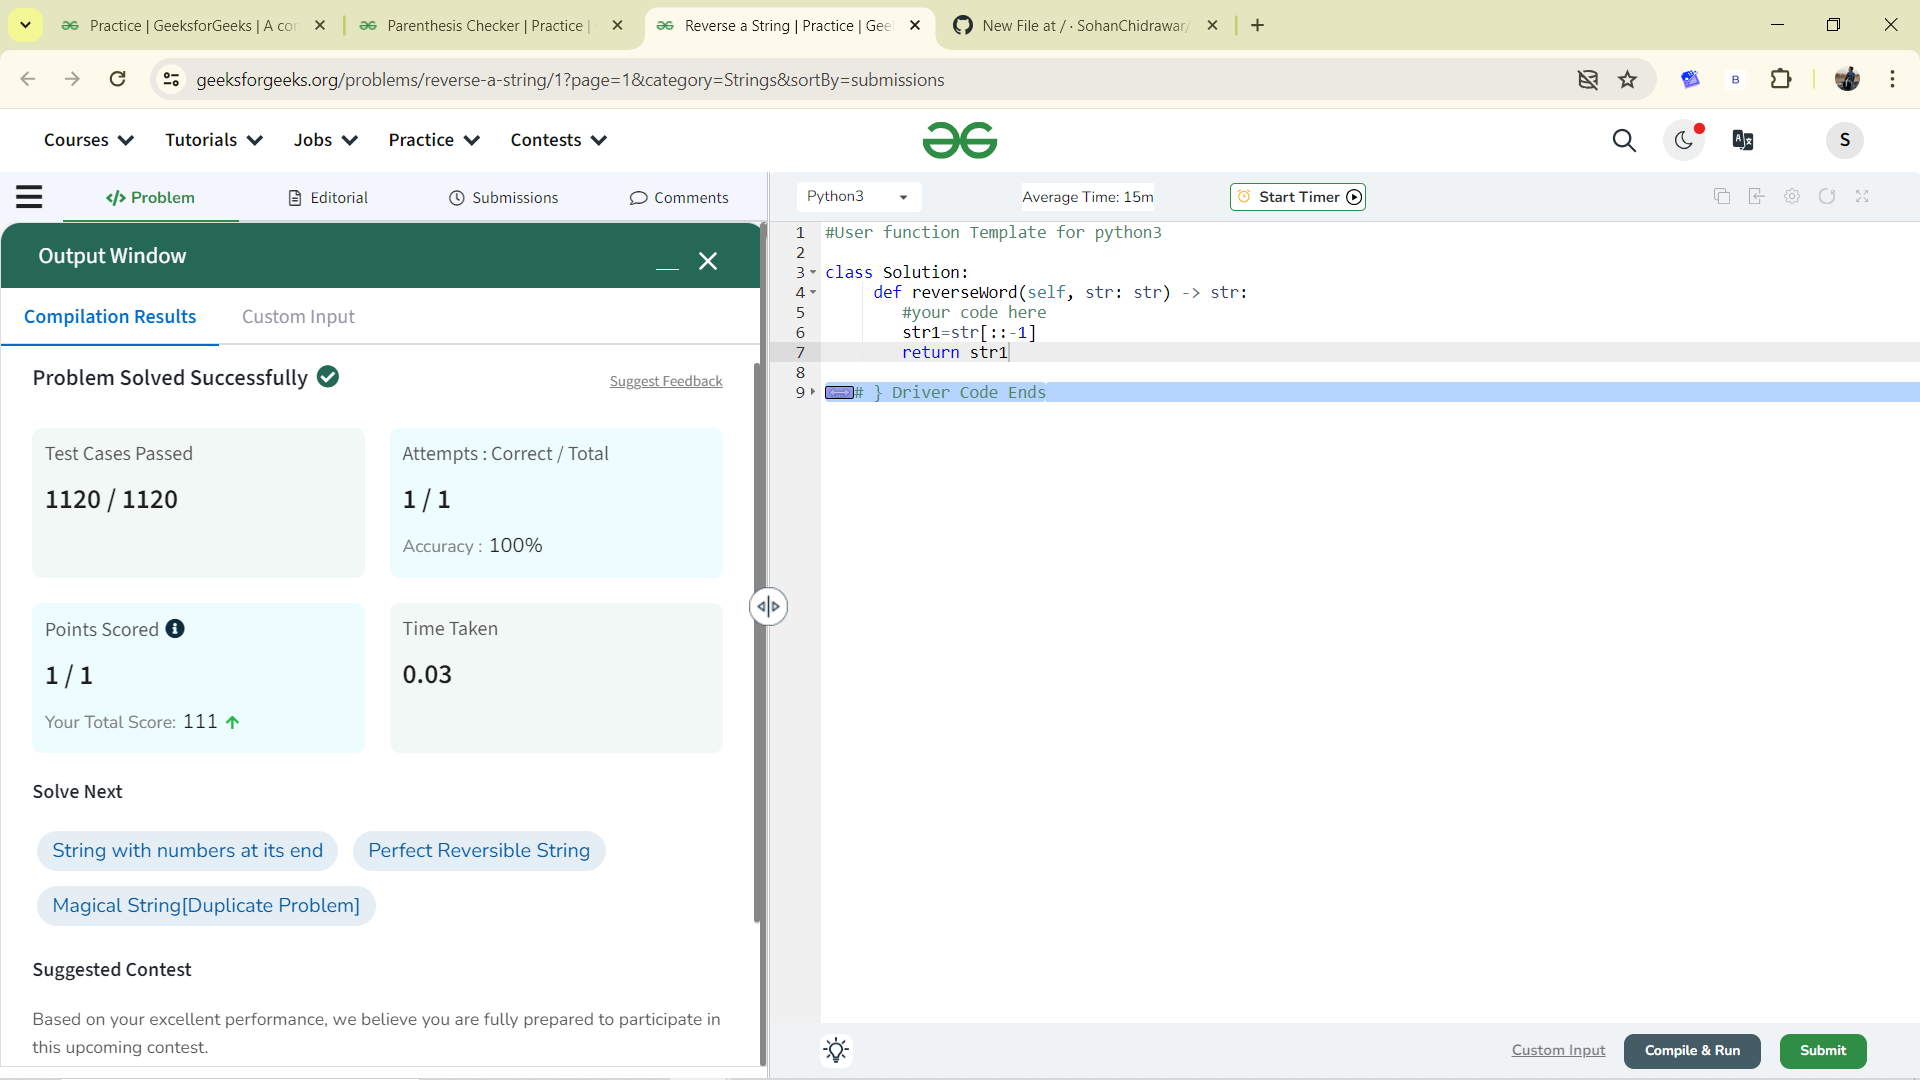 Practice | GeeksforGeeks | A co
Parenthesis Checker | Practice |
Reverse a String | Practice | Gee
New File at / · SohanChidrawar/
geeksforgeeks.org/problems/reverse-a-string/1?page=1&category=Strings&sortBy=submissions
B
Courses
Tutorials
Jobs
Practice
Contests
S
Problem
Editorial
Submissions
Comments
Python3
Average Time: 15m
Start Timer
Output Window
Compilation Results
Custom Input
Problem Solved Successfully
Suggest Feedback
Test Cases Passed
1120 / 1120
Attempts : Correct / Total
1 / 1
Accuracy : 100%
Points Scored
1 / 1
Your Total Score: 111
Time Taken
0.03
Solve Next
String with numbers at its end
Perfect Reversible String
Magical String[Duplicate Problem]
Suggested Contest
Based on your excellent performance, we believe you are fully prepared to participate in
this upcoming contest.
1 #User function Template for python3
2
3 class Solution:
4 def reverseWord(self, str: str) -> str:
5 #your code here
6 str1=str[::-1]
7 return str1
8
9 # } Driver Code Ends
Custom Input
Compile & Run
Submit